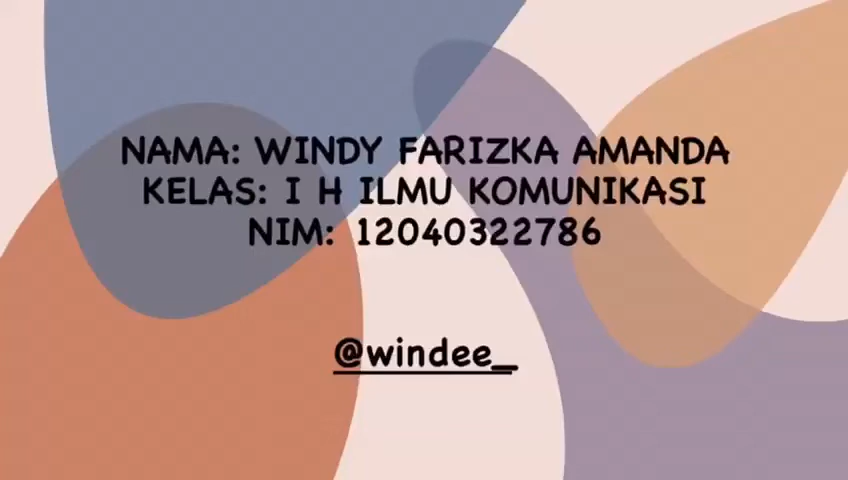 NAMA: WINDY FARIZKA AMANDA
KELAS: I H ILMU KOMUNIKASI
NIM: 12040322786
@windee_